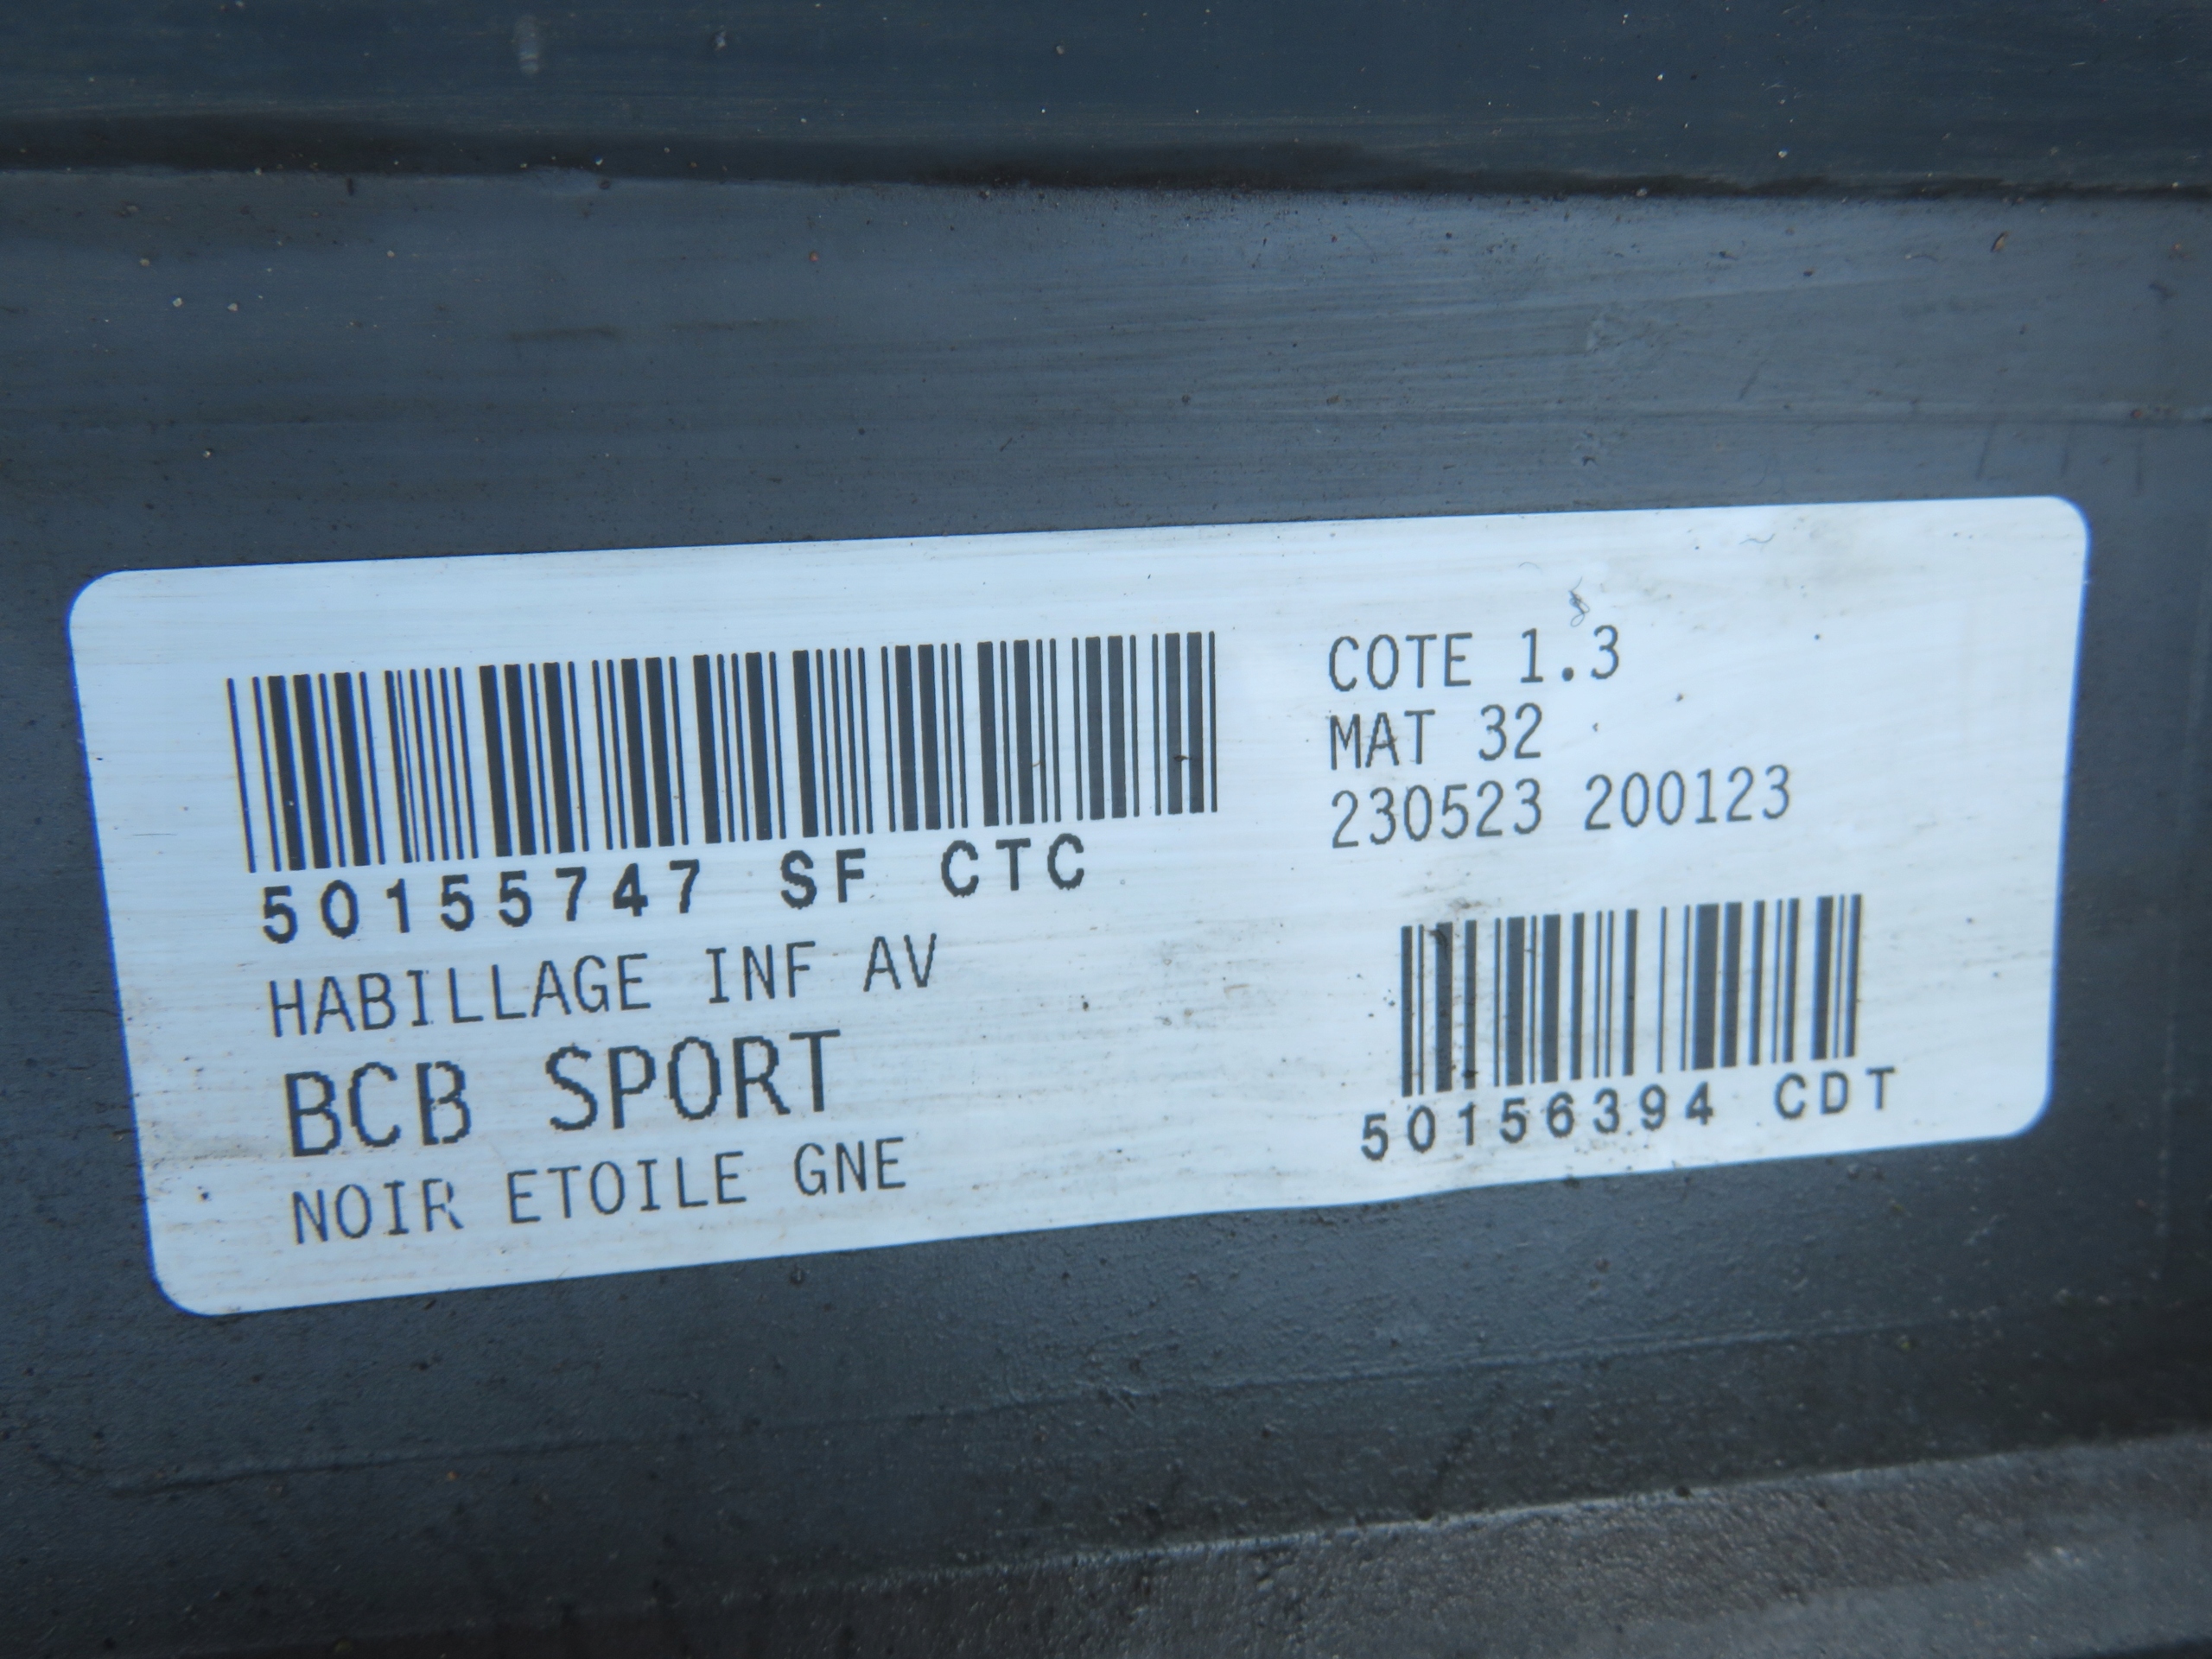 50155747 SF CTC
HABILLAGE INF AV
BCB SPORT
NOIR ETOILE GNE
COTE 1.3
MAT 32
230523 200123
50156394 CDT